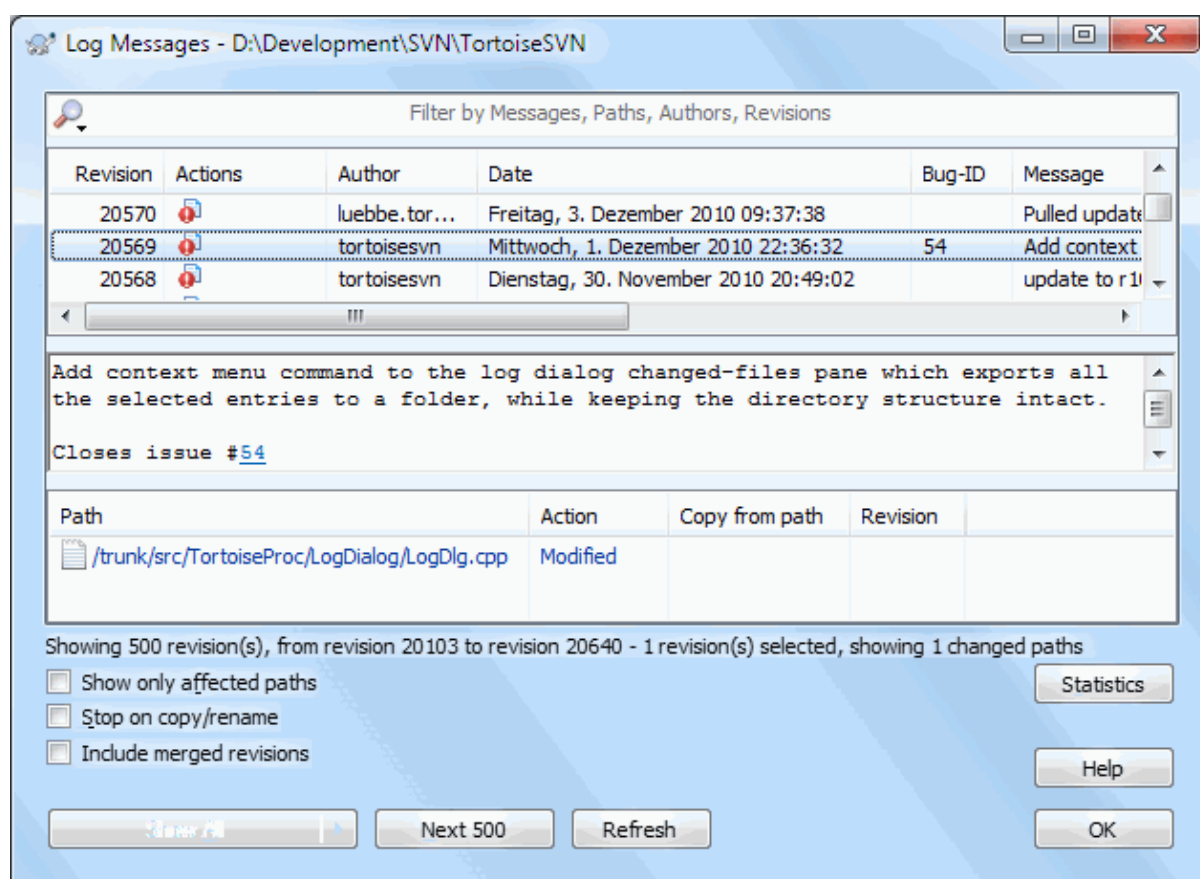 Log Messages - D:\Development\SVN\TortoiseSVN
Filter by Messages, Paths, Authors, Revisions
Revision Actions Author Date Bug-ID Message
20570 luebbe.tor... Freitag, 3. Dezember 2010 09:37:38 Pulled update
20569 tortoisesvn Mittwoch, 1. Dezember 2010 22:36:32 54 Add context
20568 tortoisesvn Dienstag, 30. November 2010 20:49:02 update to
Add context menu command to the log dialog changed-files pane which exports all
the selected entries to a folder, while keeping the directory structure intact.
Closes issue #54
Path Action Copy from path Revision
/trunk/src/TortoiseProc/LogDialog/LogDlg.cpp Modified
Showing 500 revision(s), from revision 20103 to revision 20640 - 1 revision(s) selected, showing 1 changed paths
Show only affected paths
Statistics
Stop on copy/rename
Include merged revisions
Help
Next 500 Refresh OK